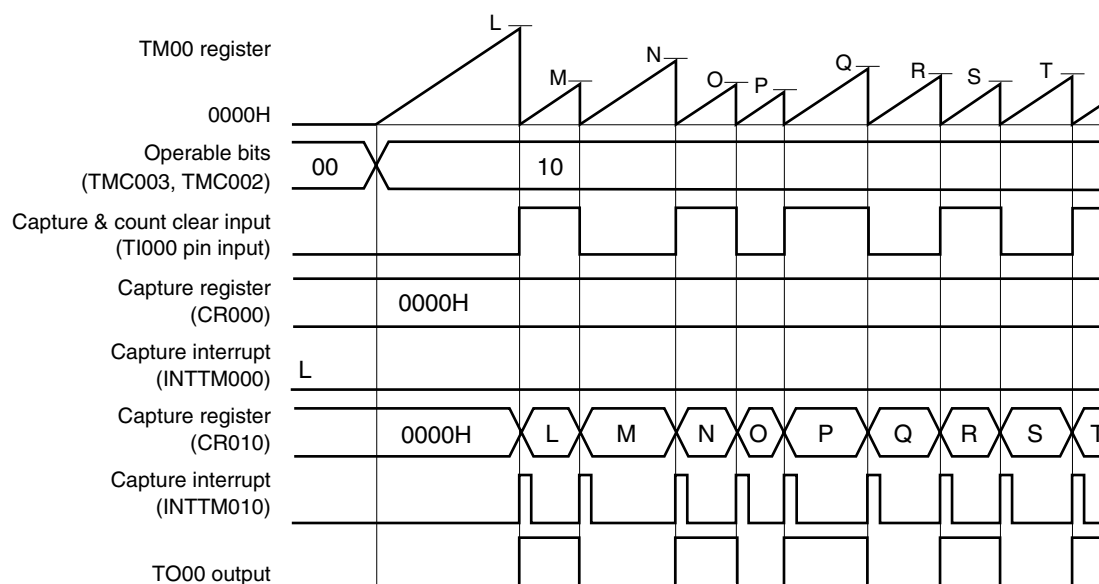 TM00 register
L
M
N
O
P
Q
R
S
T
0000H
Operable bits
(TMC003, TMC002)
00
10
Capture & count clear input
(TI000 pin input)
Capture register
(CR000)
0000H
Capture interrupt
(INTTM000)
L
Capture register
(CR010)
0000H
L
M
N
O
P
Q
R
S
T
Capture interrupt
(INTTM010)
TO00 output